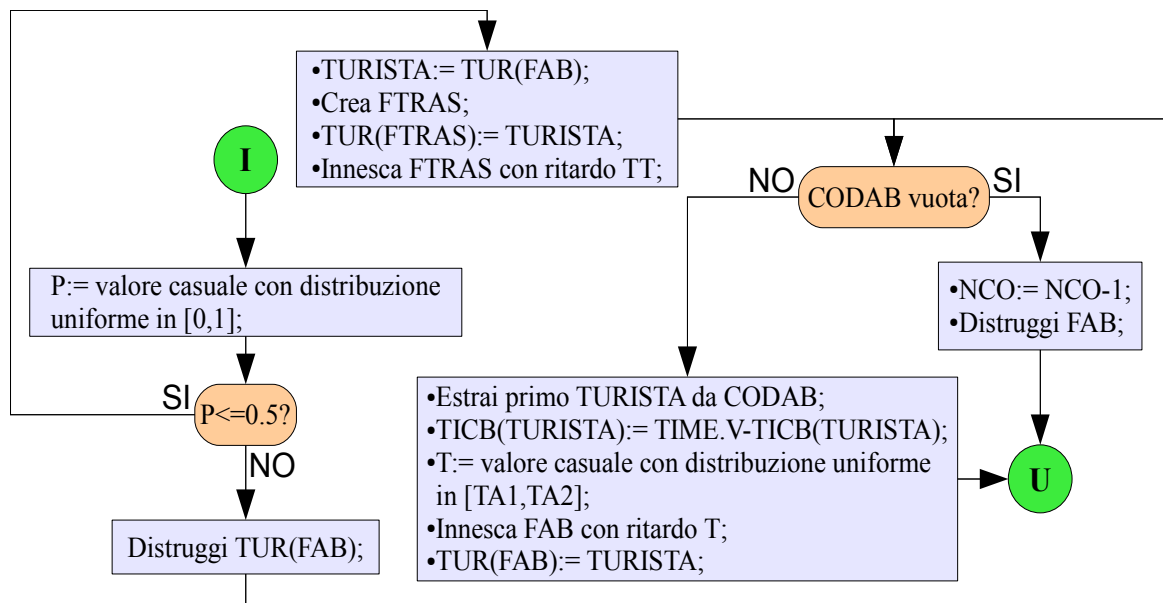 •TURISTA:= TUR(FAB);
•Crea FTRAS;
•TUR(FTRAS):= TURISTA;
•Innesca FTRAS con ritardo TT;
I
NO
CODAB vuota?
SI
P:= valore casuale con distribuzione
uniforme in [0,1];
•NCO:= NCO-1;
•Distruggi FAB;
SI
P<=0.5?
NO
•Estrai primo TURISTA da CODAB;
•TICB(TURISTA):= TIME.V-TICB(TURISTA);
•T:= valore casuale con distribuzione uniforme
in [TA1,TA2];
•Innesca FAB con ritardo T;
•TUR(FAB):= TURISTA;
U
Distruggi TUR(FAB);